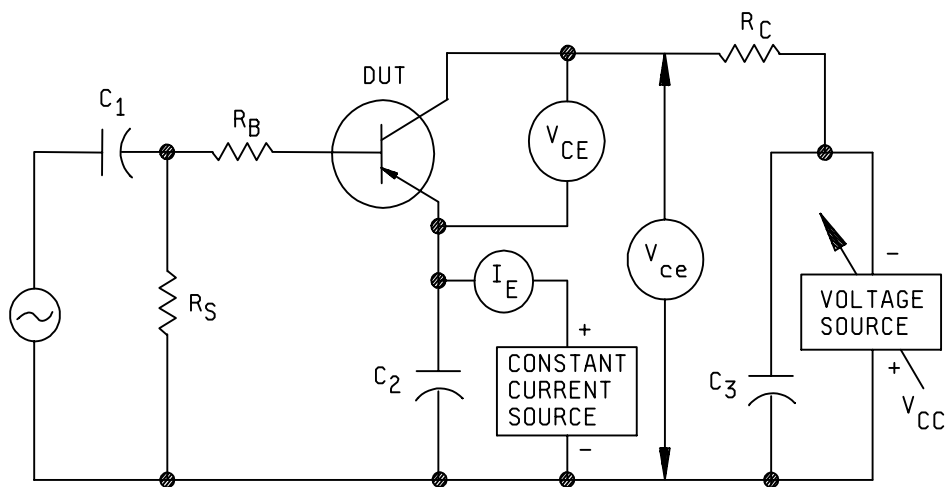 R_C
DUT
C_1
R_B
V_CE
V_ce
I_E
R_S
-
VOLTAGE
SOURCE
+
+
CONSTANT
CURRENT
SOURCE
-
C_2
C_3
V_CC